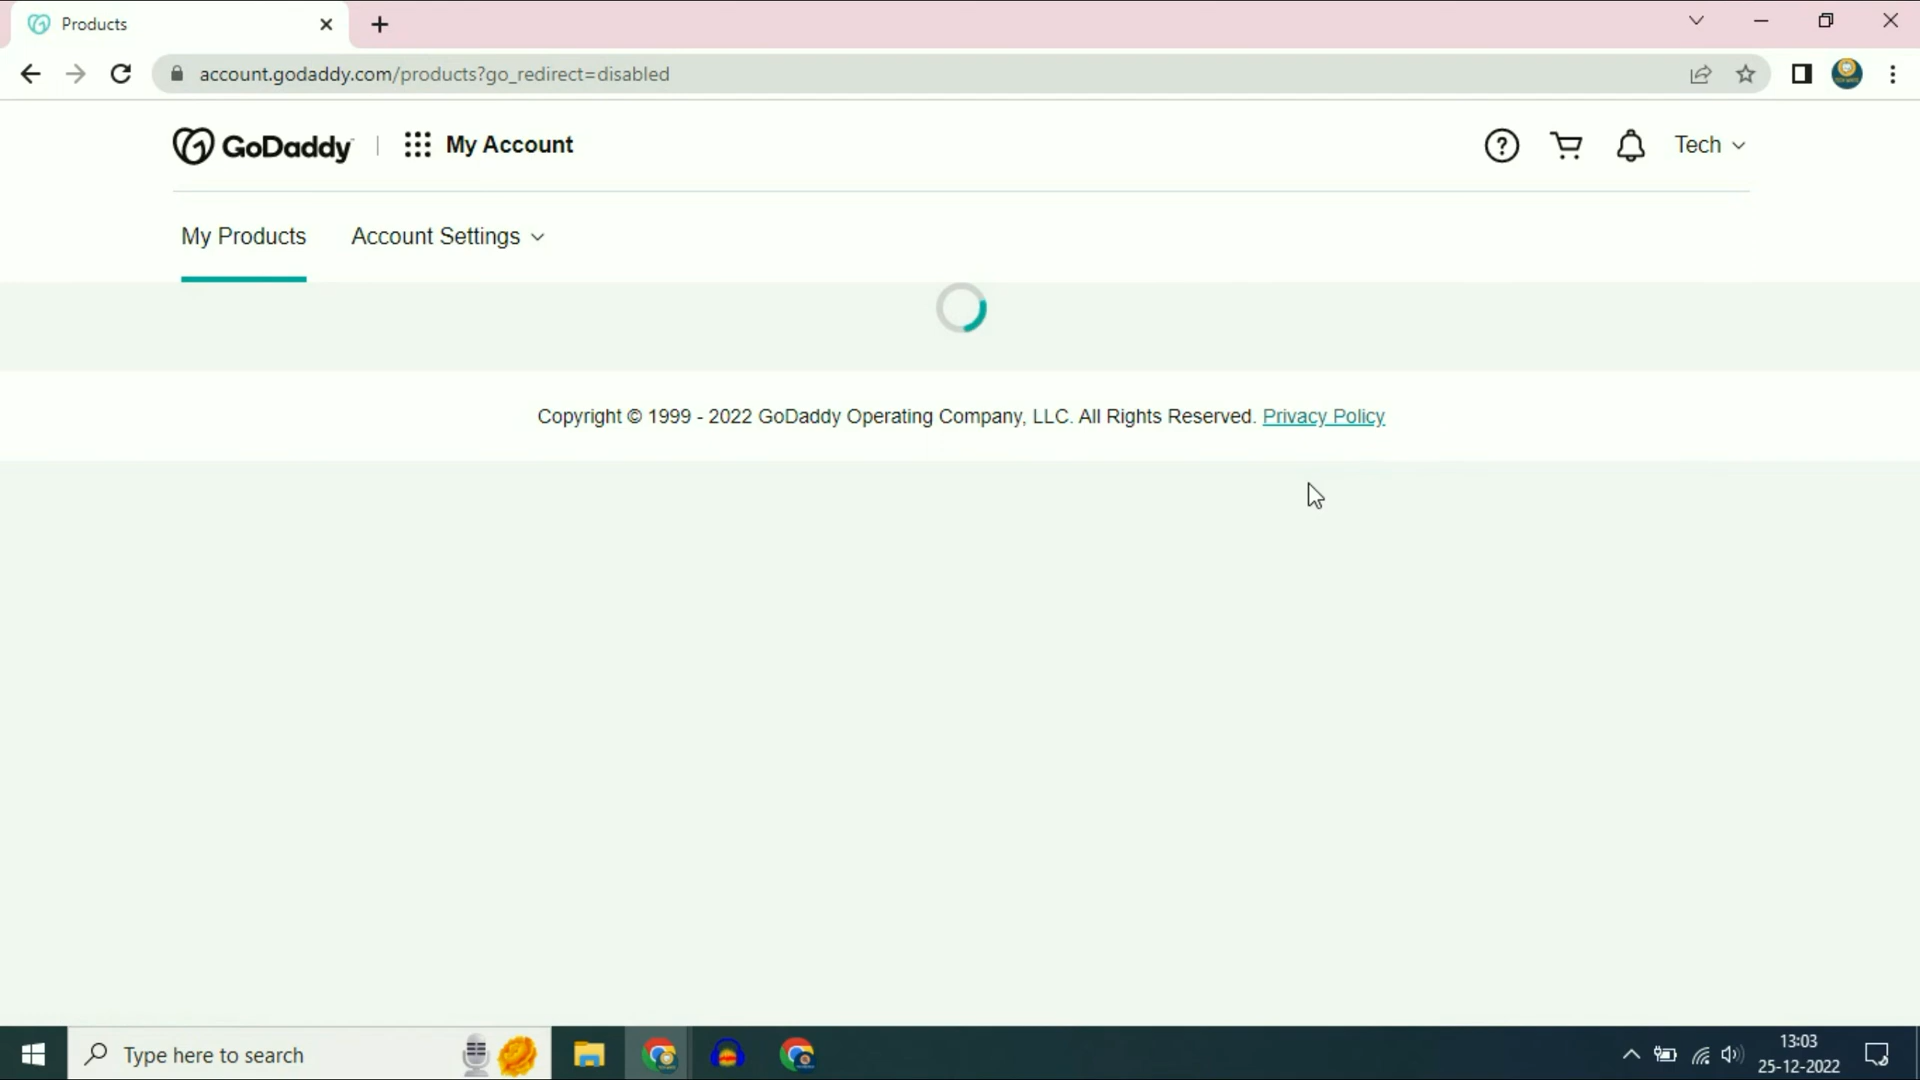 Products
account.godaddy.com/products?go_redirect=disabled
GoDaddy
My Account
Tech
My Products
Account Settings
Copyright © 1999 - 2022 GoDaddy Operating Company, LLC. All Rights Reserved. Privacy Policy
Type here to search
13:03
25-12-2022